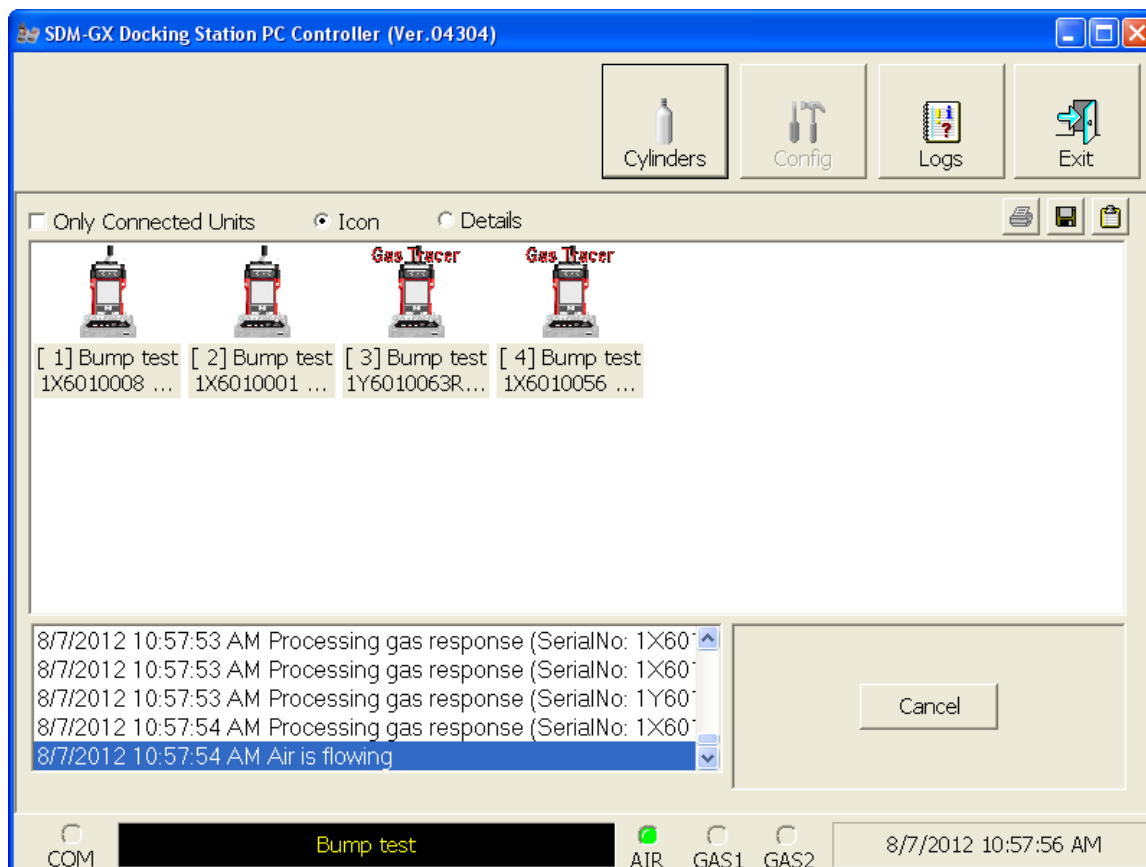 SDM-GX Docking Station PC Controller (Ver.04304)
Cylinders
Config
Logs
Exit
Only Connected Units
Icon
Details
Gas Tracer
Gas Tracer
[ 1] Bump test
1X6010008 ...
[ 2] Bump test
1X6010001 ...
[ 3] Bump test
1Y6010063R...
[ 4] Bump test
1X6010056 ...
8/7/2012 10:57:53 AM Processing gas response (SerialNo: 1X601
8/7/2012 10:57:53 AM Processing gas response (SerialNo: 1X601
8/7/2012 10:57:53 AM Processing gas response (SerialNo: 1Y601
8/7/2012 10:57:54 AM Processing gas response (SerialNo: 1X601
8/7/2012 10:57:54 AM Air is flowing
Cancel
COM
Bump test
AIR
GAS1
GAS2
8/7/2012 10:57:56 AM